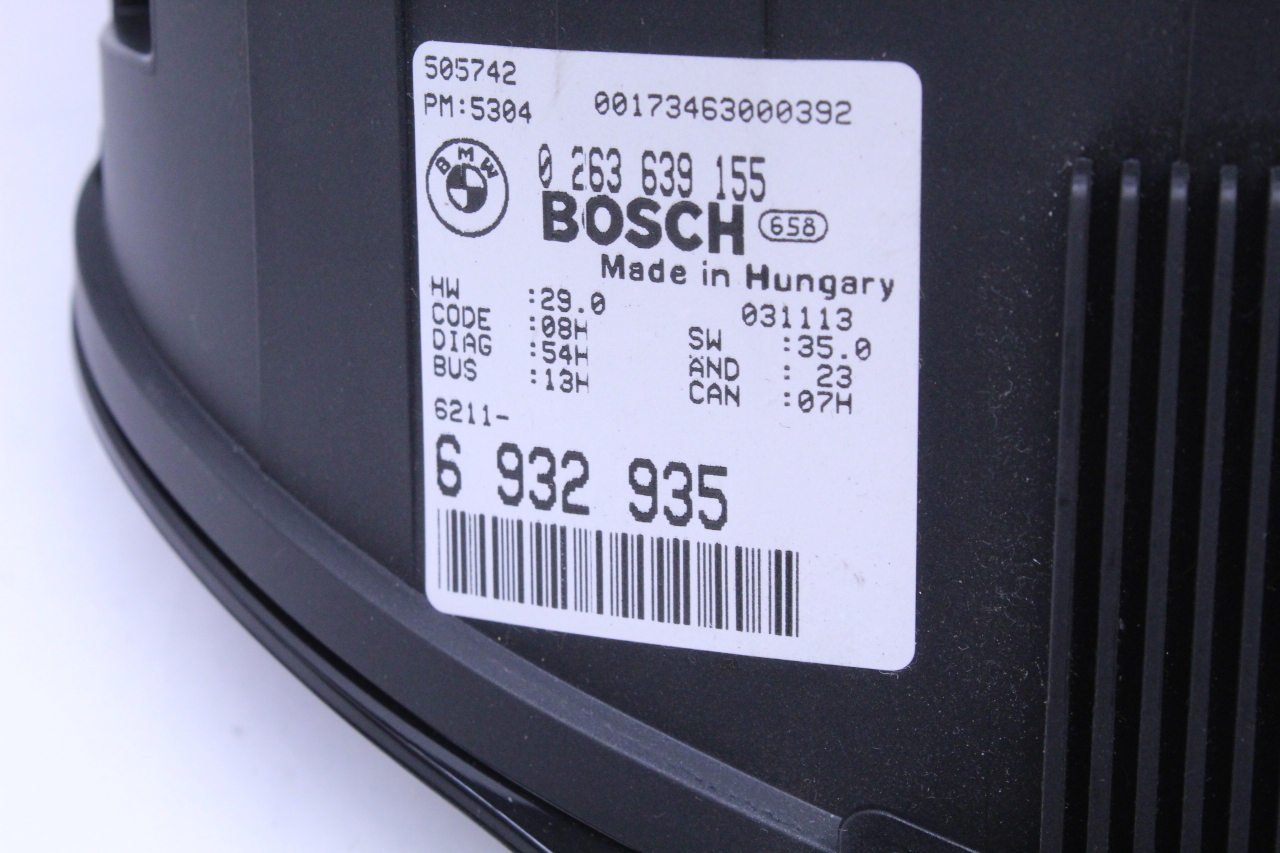 505742
PM:5304 00173463000392
BMW
0 263 639 155
BOSCH 658
Made in Hungary
031113
HW :29.0
CODE :08H SW :35.0
DIAG :54H AND : 23
BUS :13H CAN :07H
6211-
6 932 935